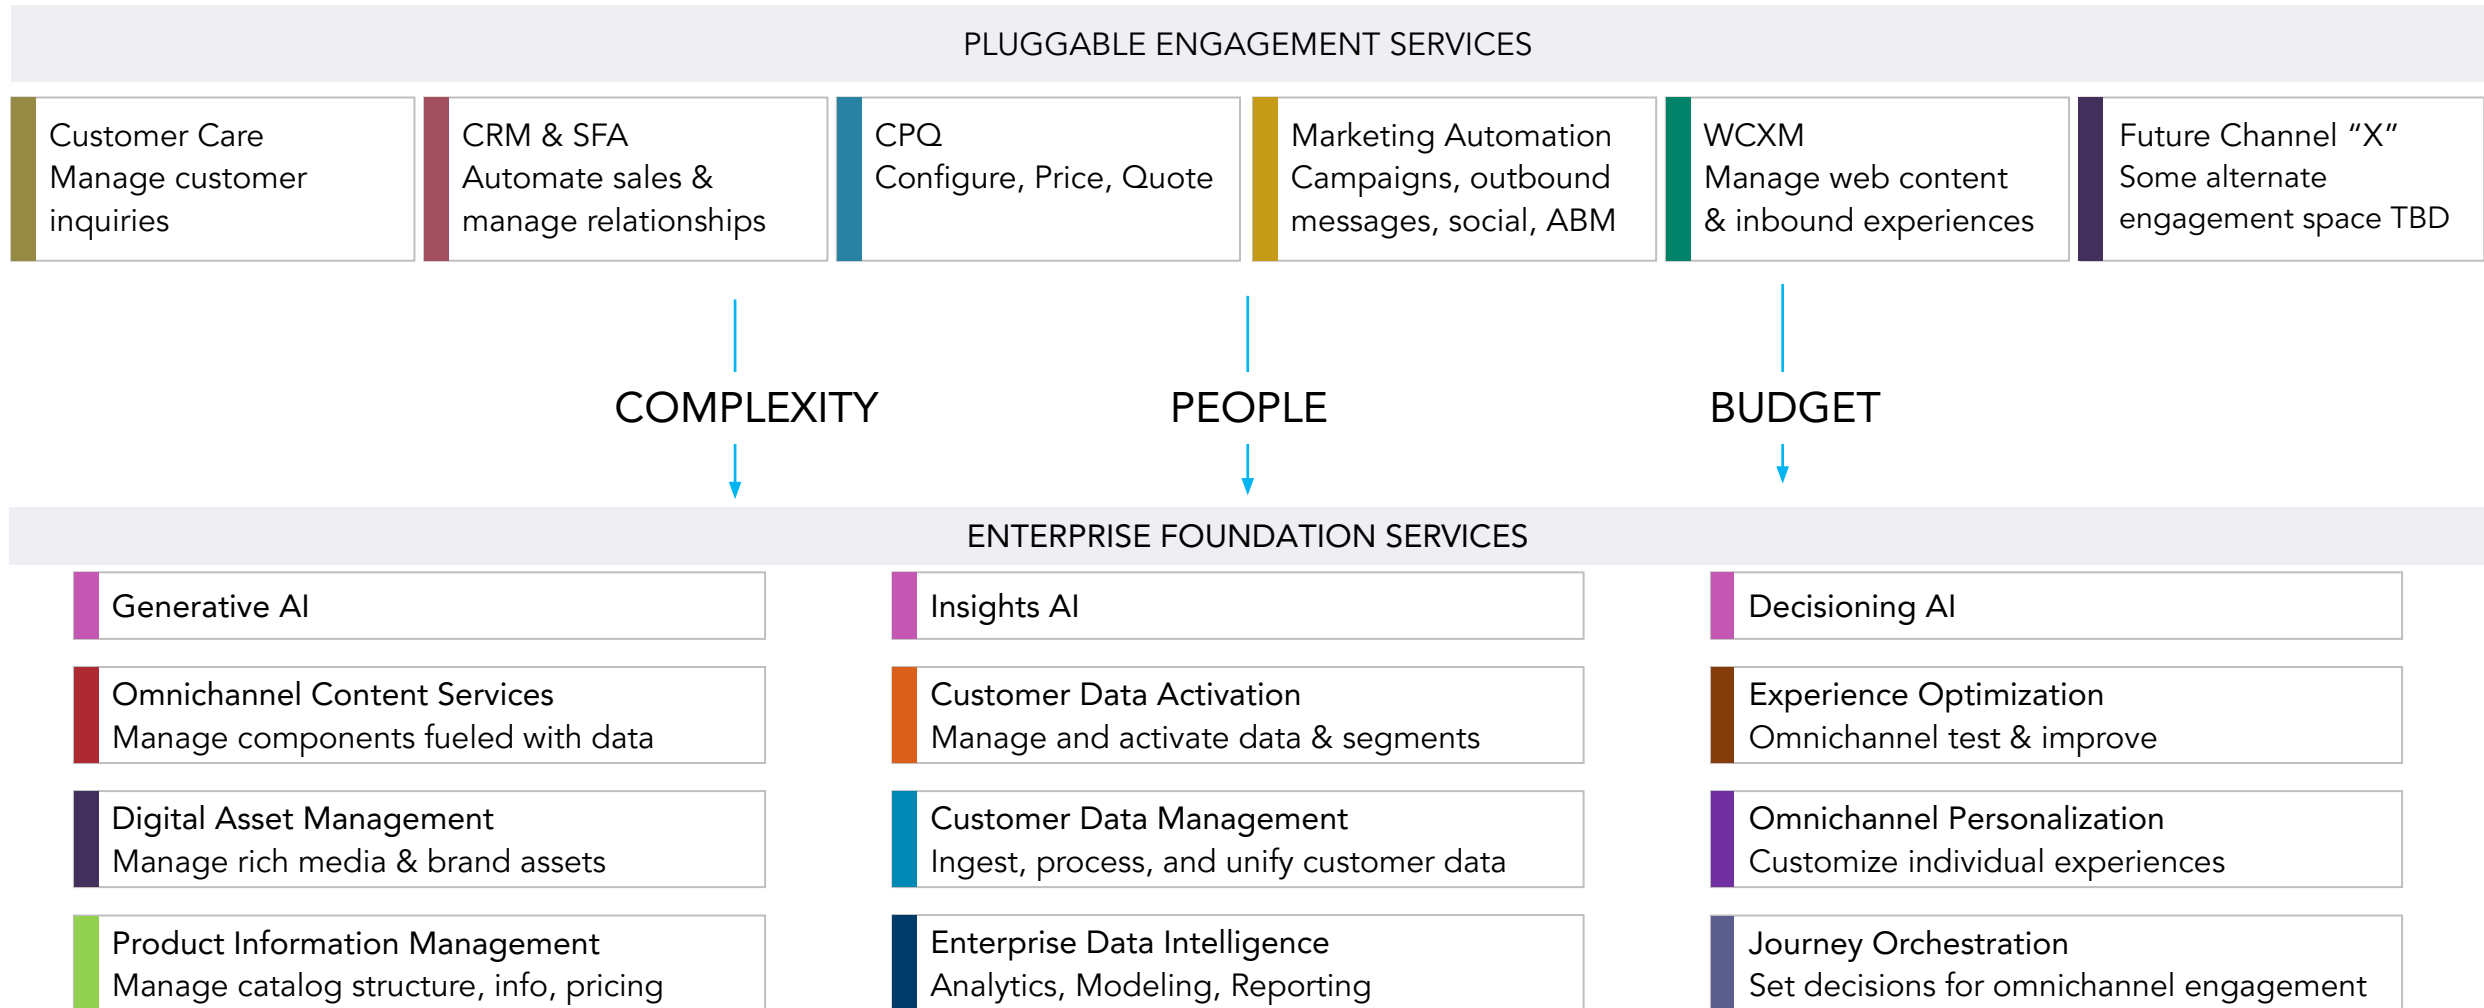 PLUGGABLE ENGAGEMENT SERVICES
Customer Care
Manage customer
inquiries
CRM & SFA
Automate sales &
manage relationships
CPQ
Configure, Price, Quote
Marketing Automation
Campaigns, outbound
messages, social, ABM
WCXM
Manage web content
& inbound experiences
Future Channel “X”
Some alternate
engagement space TBD
COMPLEXITY
PEOPLE
BUDGET
ENTERPRISE FOUNDATION SERVICES
Generative AI
Omnichannel Content Services
Manage components fueled with data
Digital Asset Management
Manage rich media & brand assets
Product Information Management
Manage catalog structure, info, pricing
Insights AI
Customer Data Activation
Manage and activate data & segments
Customer Data Management
Ingest, process, and unify customer data
Enterprise Data Intelligence
Analytics, Modeling, Reporting
Decisioning AI
Experience Optimization
Omnichannel test & improve
Omnichannel Personalization
Customize individual experiences
Journey Orchestration
Set decisions for omnichannel engagement